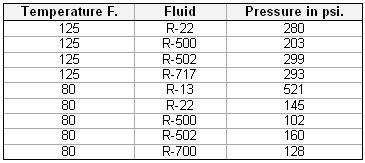 Temperature F. Fluid Pressure in psi.
125 R-22 280
125 R-500 203
125 R-502 299
125 R-717 293
80 R-13 521
80 R-22 145
80 R-500 102
80 R-502 160
80 R-700 128